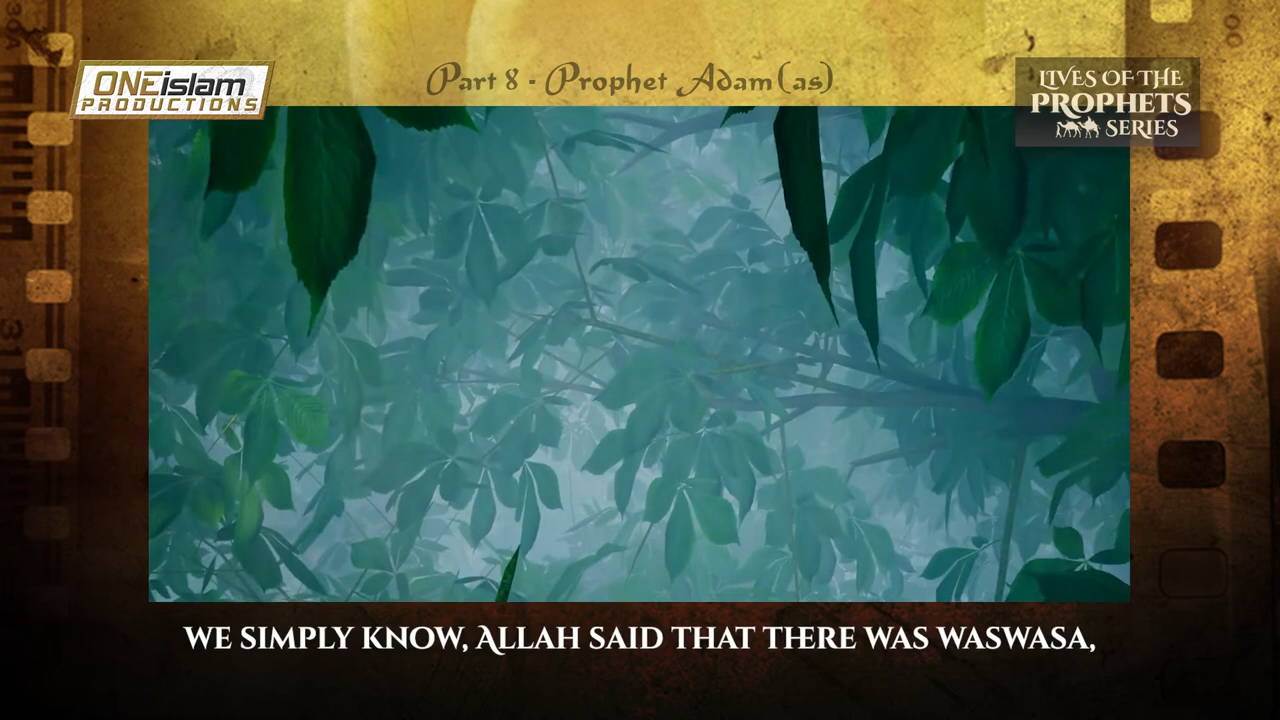 ONEislam
PRODUCTIONS
Part 8 - Prophet Adam (as)
LIVES OF THE
PROPHETS
SERIES
WE SIMPLY KNOW, ALLAH SAID THAT THERE WAS WASWASA,